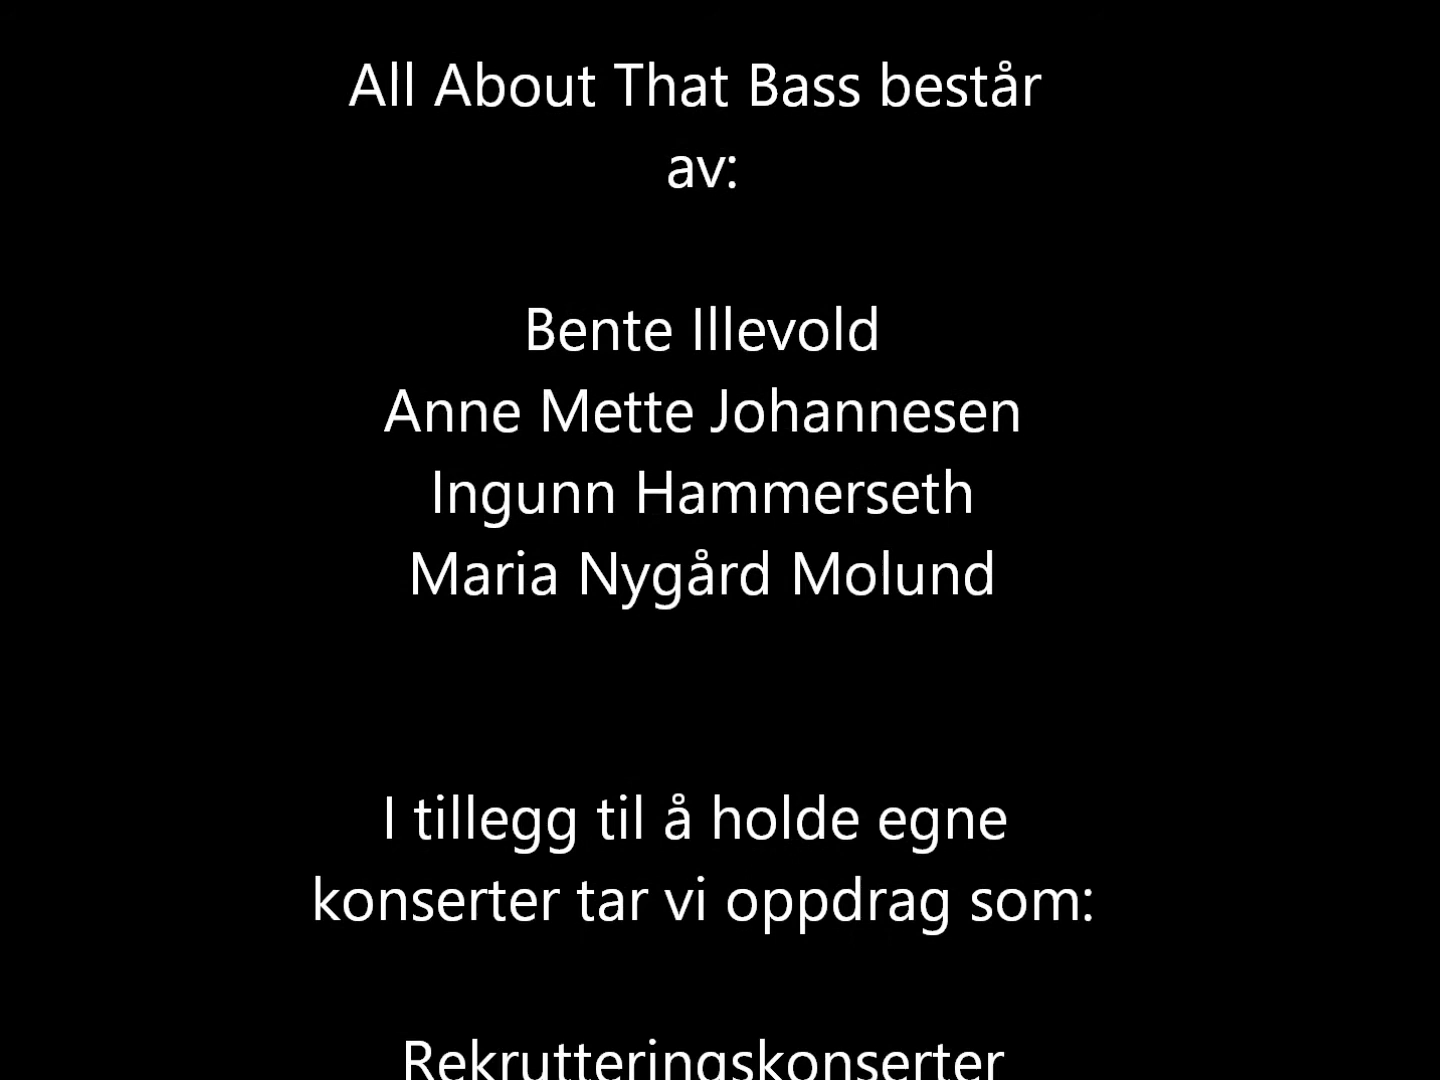 All About That Bass består
av:
Bente Illevold
Anne Mette Johannesen
Ingunn Hammerseth
Maria Nygård Molund
I tillegg til å holde egne
konserter tar vi oppdrag som:
Rekrutteringskonserter